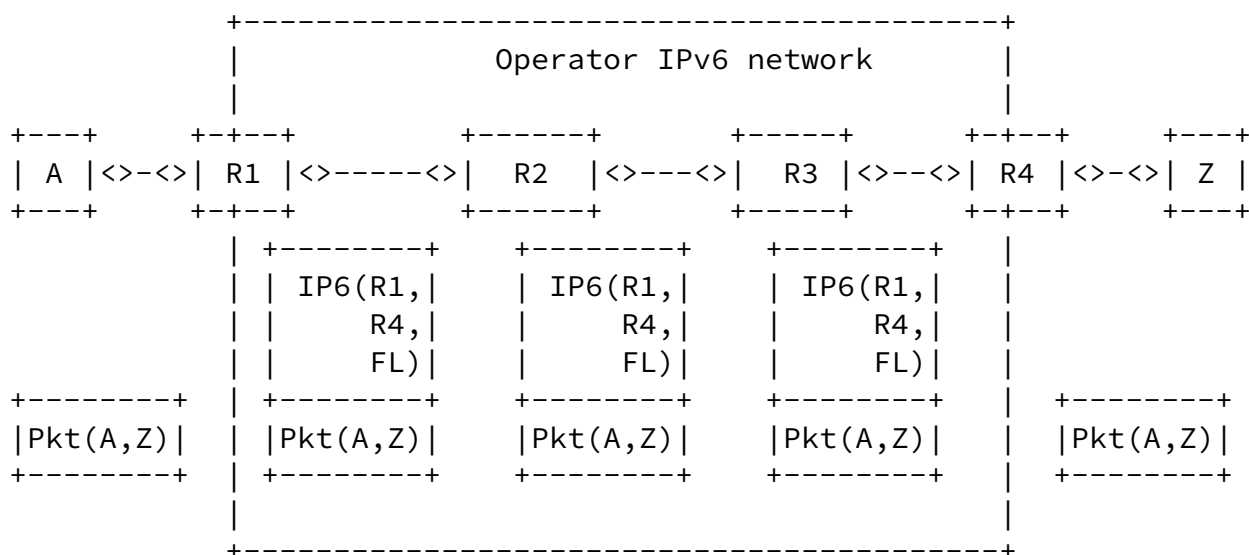 Operator IPv6 network
A <>-<> R1 <>-----<> R2 <>---<> R3 <>--<> R4 <>-<> Z
IP6(R1, IP6(R1, IP6(R1,
R4, R4, R4,
FL) FL) FL)
Pkt(A,Z) Pkt(A,Z) Pkt(A,Z) Pkt(A,Z) Pkt(A,Z)